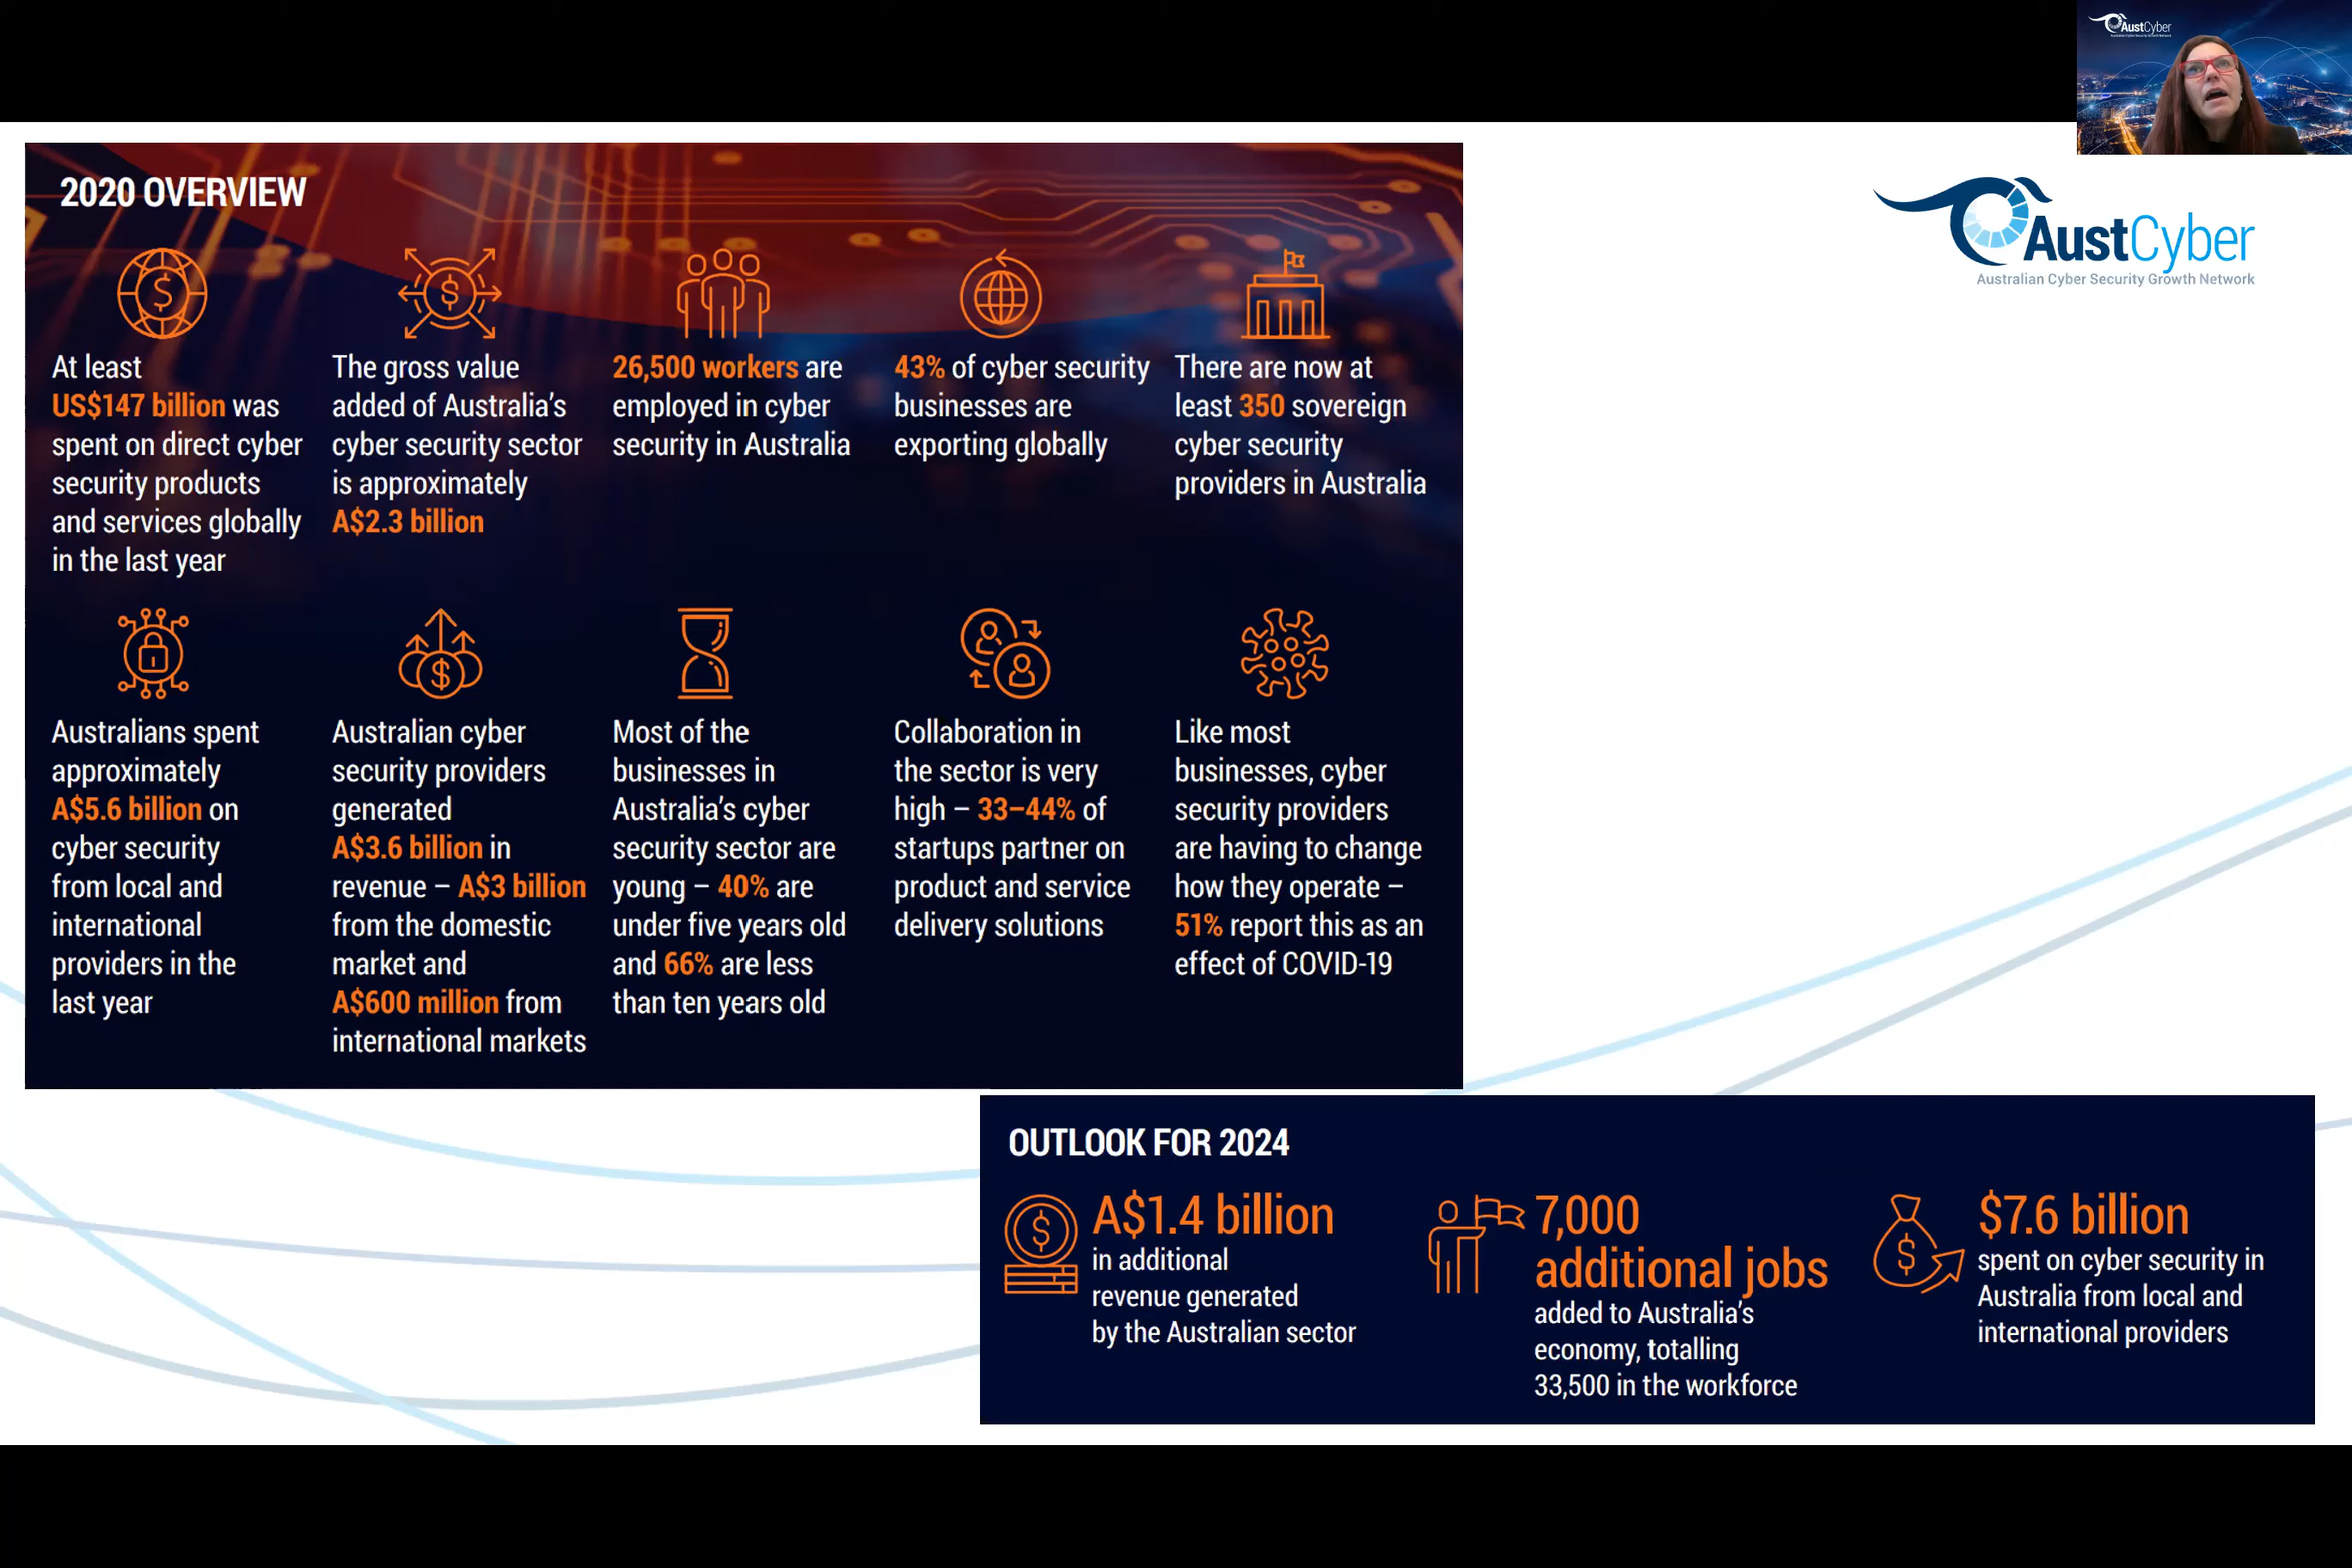 AustCyber
2020 OVERVIEW
AustCyber
Australian Cyber Security Growth Network
At least
US$147 billion was
spent on direct cyber
security products
and services globally
in the last year
The gross value
added of Australia's
cyber security sector
is approximately
A$2.3 billion
26,500 workers are
employed in cyber
security in Australia
43% of cyber security
businesses are
exporting globally
There are now at
least 350 sovereign
cyber security
providers in Australia
Australians spent
approximately
A$5.6 billion on
cyber security
from local and
international
providers in the
last year
Australian cyber
security providers
generated
A$3.6 billion in
revenue – A$3 billion
from the domestic
market and
A$600 million from
international markets
Most of the
businesses in
Australia's cyber
security sector are
young – 40% are
under five years old
and 66% are less
than ten years old
Collaboration in
the sector is very
high – 33–44% of
startups partner on
product and service
delivery solutions
Like most
businesses, cyber
security providers
are having to change
how they operate –
51% report this as an
effect of COVID-19
OUTLOOK FOR 2024
A$1.4 billion
in additional
revenue generated
by the Australian sector
7,000
additional jobs
added to Australia's
economy, totalling
33,500 in the workforce
$7.6 billion
spent on cyber security in
Australia from local and
international providers